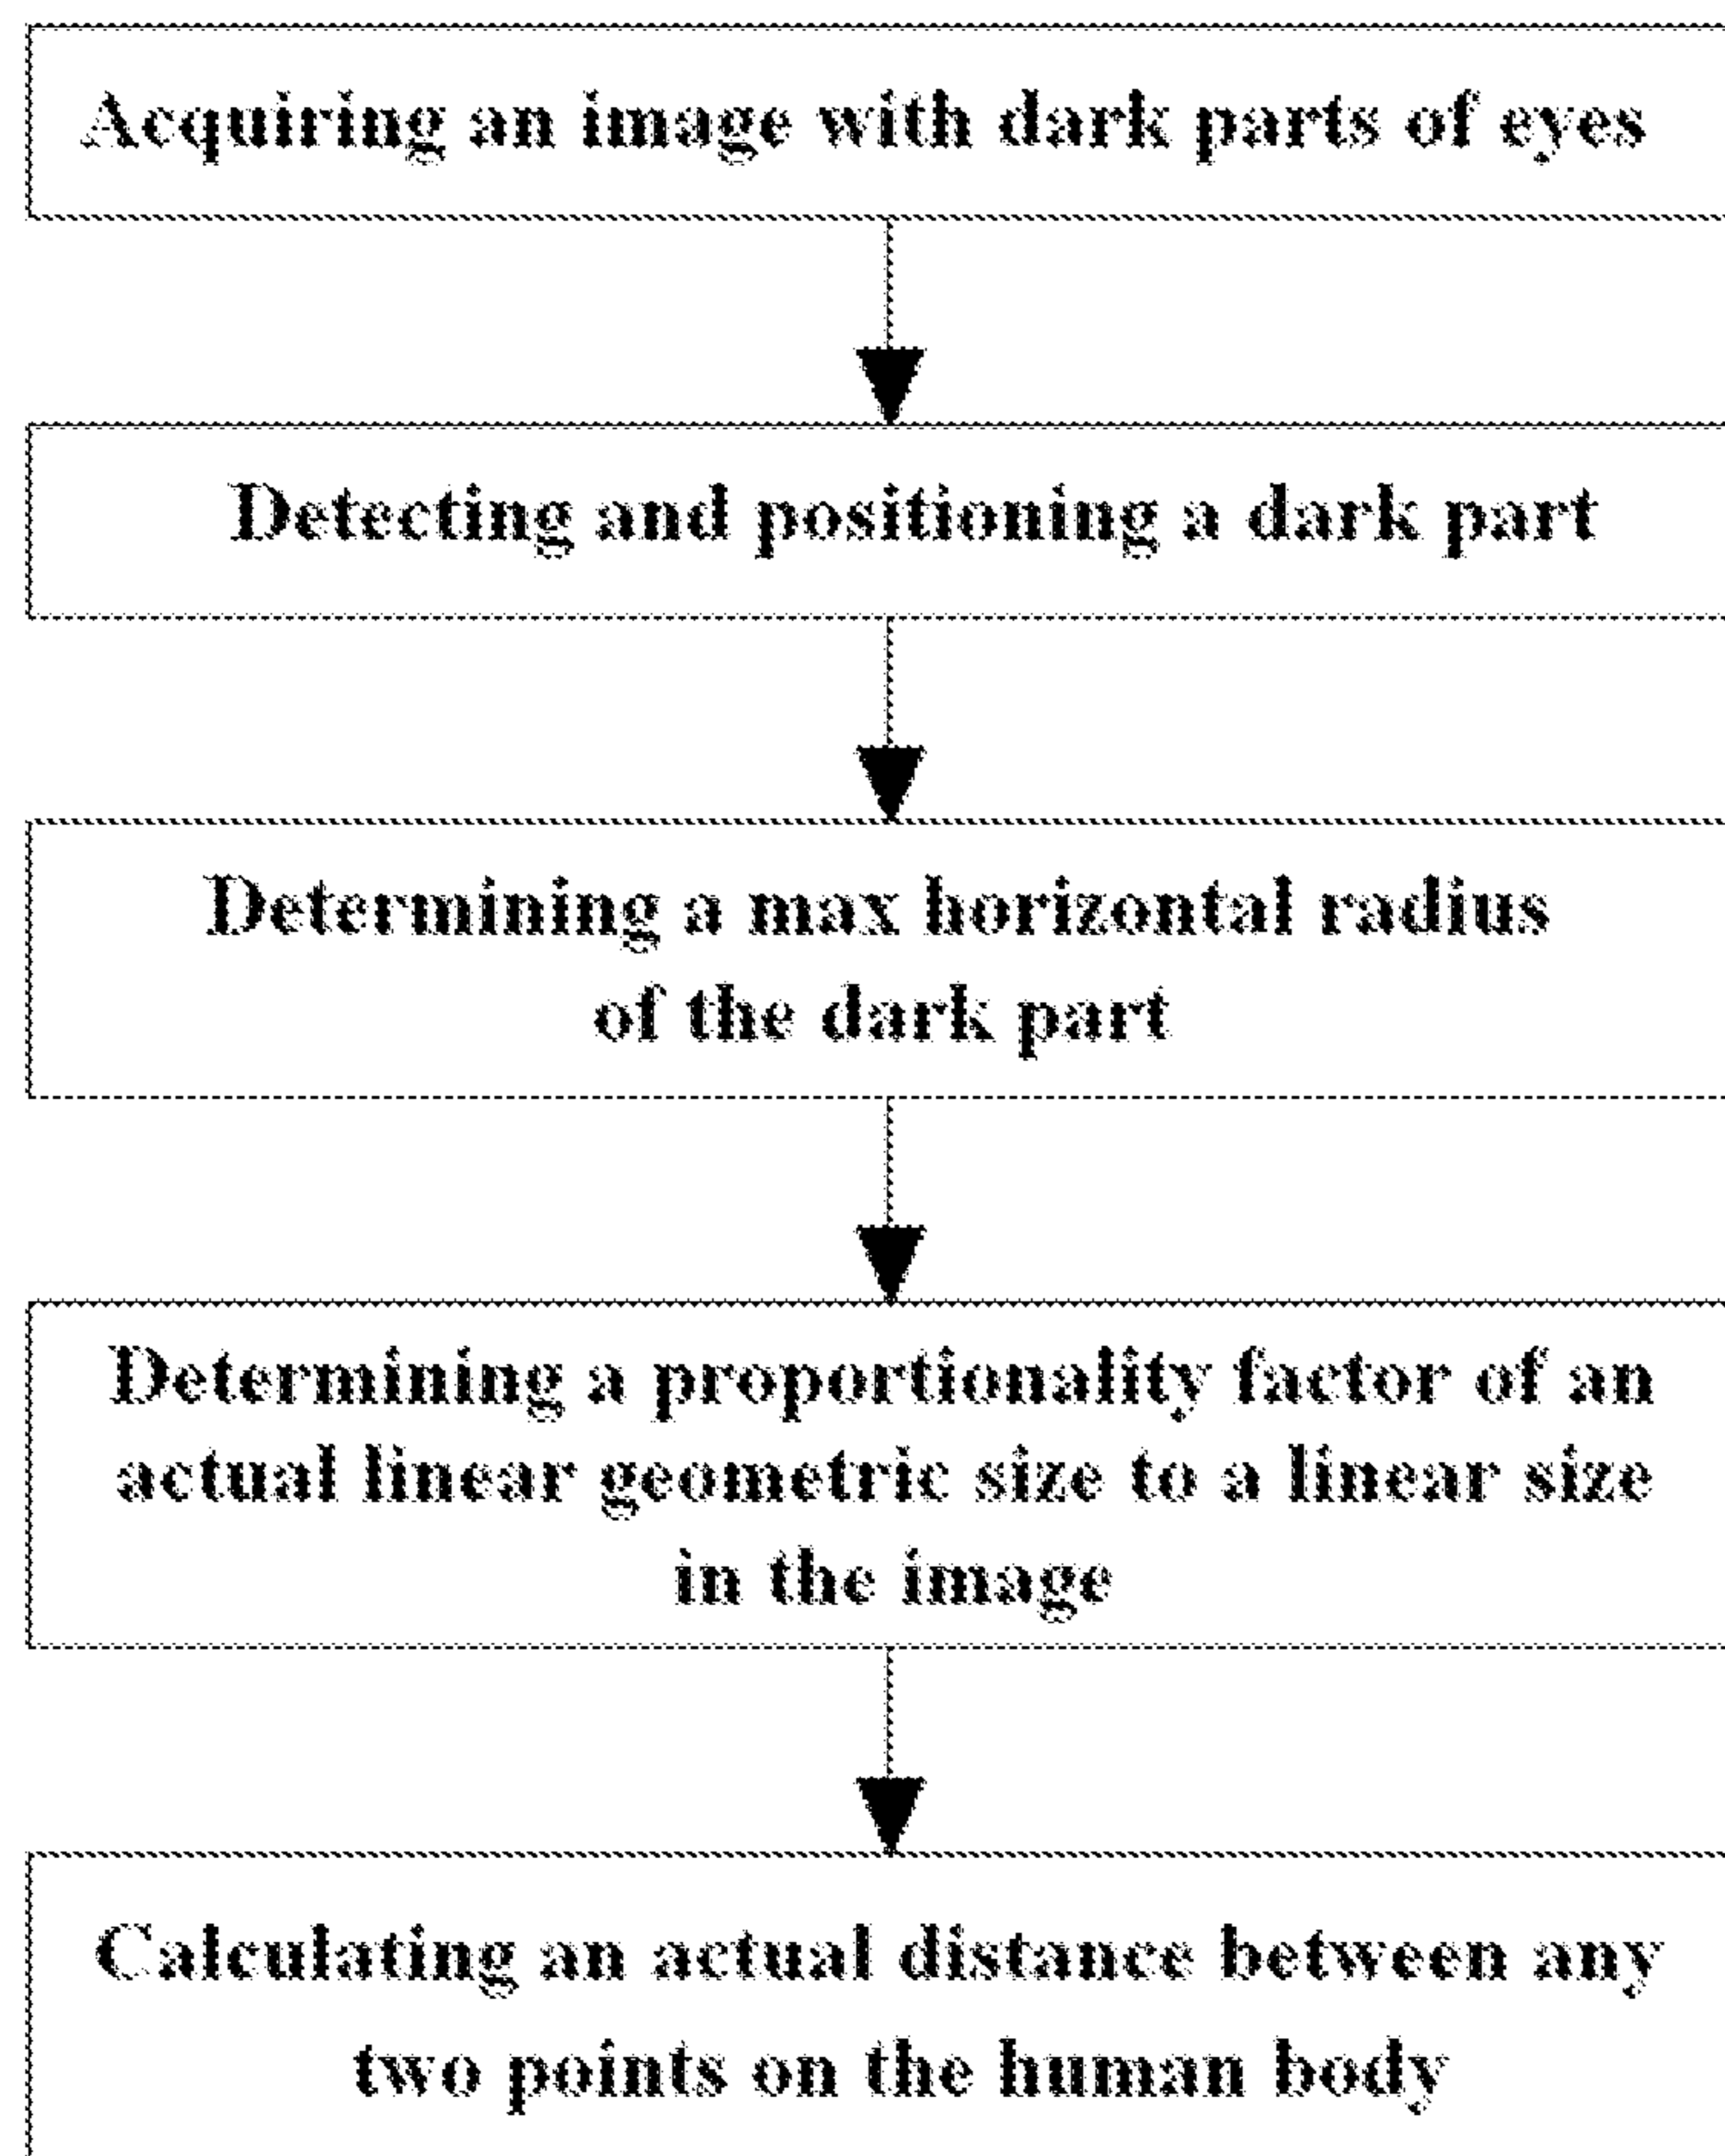 Acquiring an image with dark parts of eyes
Detecting and positioning a dark part
Determining a max horizontal radius
of the dark part
Determining a proportionality factor of an
actual linear geometric size to a linear size
in the image
Calculating an actual distance between any
two points on the human body